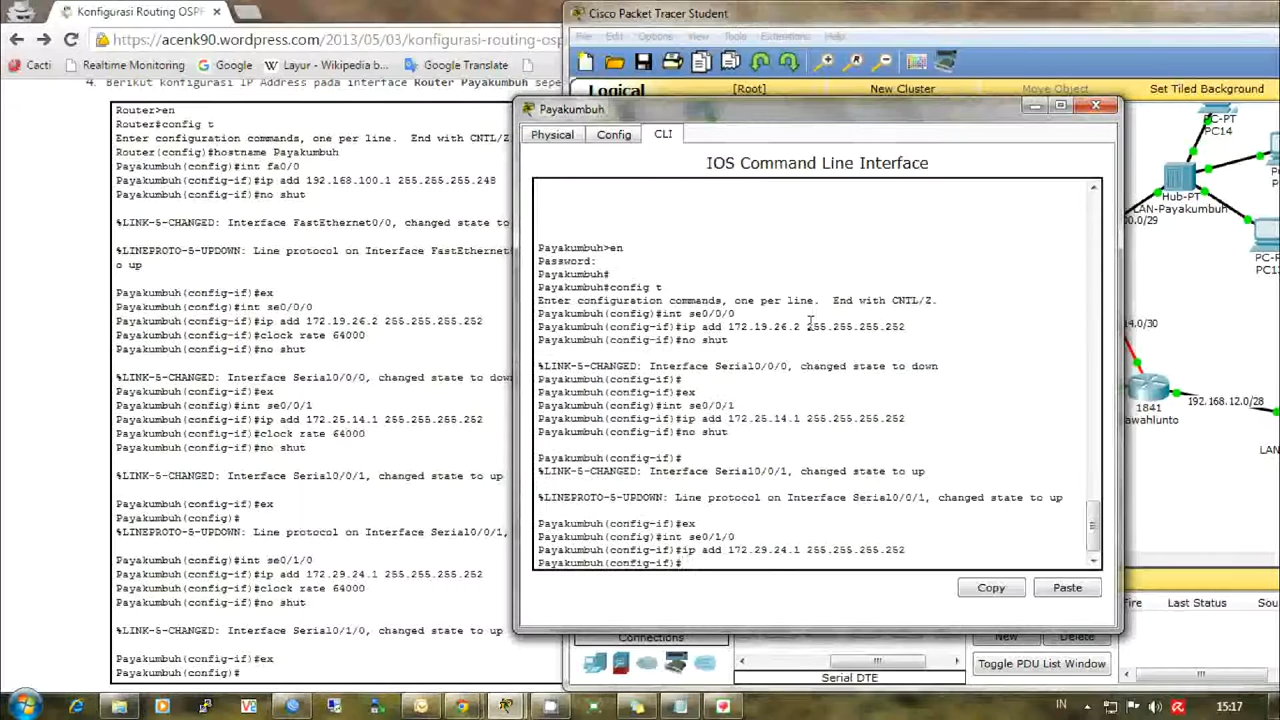 Konfigurasi Routing OSPF
https://acenk90.wordpress.com/2013/05/03/konfigurasi-routing-osp
Cacti
Realtime Monitoring
Google
Layur - Wikipedia b...
Google Translate
4. Berikut konfigurasi IP Address pada interface Router Payakumbuh sepe
Router>en
Router#config t
Enter configuration commands, one per line.  End with CNTL/Z.
Router(config)#hostname Payakumbuh
Payakumbuh(config)#int fa0/0
Payakumbuh(config-if)#ip add 192.168.100.1 255.255.255.248
Payakumbuh(config-if)#no shut
%LINK-5-CHANGED: Interface FastEthernet0/0, changed state to
%LINEPROTO-5-UPDOWN: Line protocol on Interface FastEthernet
o up
Payakumbuh(config-if)#ex
Payakumbuh(config)#int se0/0/0
Payakumbuh(config-if)#ip add 172.19.26.2 255.255.255.252
Payakumbuh(config-if)#clock rate 64000
Payakumbuh(config-if)#no shut
%LINK-5-CHANGED: Interface Serial0/0/0, changed state to down
Payakumbuh(config-if)#ex
Payakumbuh(config)#int se0/0/1
Payakumbuh(config-if)#ip add 172.25.14.1 255.255.255.252
Payakumbuh(config-if)#clock rate 64000
Payakumbuh(config-if)#no shut
%LINK-5-CHANGED: Interface Serial0/0/1, changed state to up
Payakumbuh(config-if)#ex
Payakumbuh(config)#
%LINEPROTO-5-UPDOWN: Line protocol on Interface Serial0/0/1,
Payakumbuh(config)#int se0/1/0
Payakumbuh(config-if)#ip add 172.29.24.1 255.255.255.252
Payakumbuh(config-if)#clock rate 64000
Payakumbuh(config-if)#no shut
%LINK-5-CHANGED: Interface Serial0/1/0, changed state to up
Payakumbuh(config-if)#ex
Payakumbuh(config)#
Cisco Packet Tracer Student
File Edit Options View Tools Extensions Help
Logical [Root] New Cluster Move Object Set Tiled Background
Payakumbuh
Physical Config CLI
IOS Command Line Interface
Payakumbuh>en
Password:
Payakumbuh#
Payakumbuh#config t
Enter configuration commands, one per line.  End with CNTL/Z.
Payakumbuh(config)#int se0/0/0
Payakumbuh(config-if)#ip add 172.19.26.2 255.255.255.252
Payakumbuh(config-if)#no shut
%LINK-5-CHANGED: Interface Serial0/0/0, changed state to down
Payakumbuh(config-if)#
Payakumbuh(config-if)#ex
Payakumbuh(config)#int se0/0/1
Payakumbuh(config-if)#ip add 172.25.14.1 255.255.255.252
Payakumbuh(config-if)#no shut
Payakumbuh(config-if)#
%LINK-5-CHANGED: Interface Serial0/0/1, changed state to up
%LINEPROTO-5-UPDOWN: Line protocol on Interface Serial0/0/1, changed state to up
Payakumbuh(config-if)#ex
Payakumbuh(config)#int se0/1/0
Payakumbuh(config-if)#ip add 172.29.24.1 255.255.255.252
Payakumbuh(config-if)#
Copy Paste
PC-PT
PC14
Hub-PT
LAN-Payakumbuh
00.0/29
PC-P
PC1
4.0/30
1841
awahlunto
192.168.12.0/28
LAN
Fire Last Status Sou
Connections
New Delete
Toggle PDU List Window
Serial DTE
IN
15:17